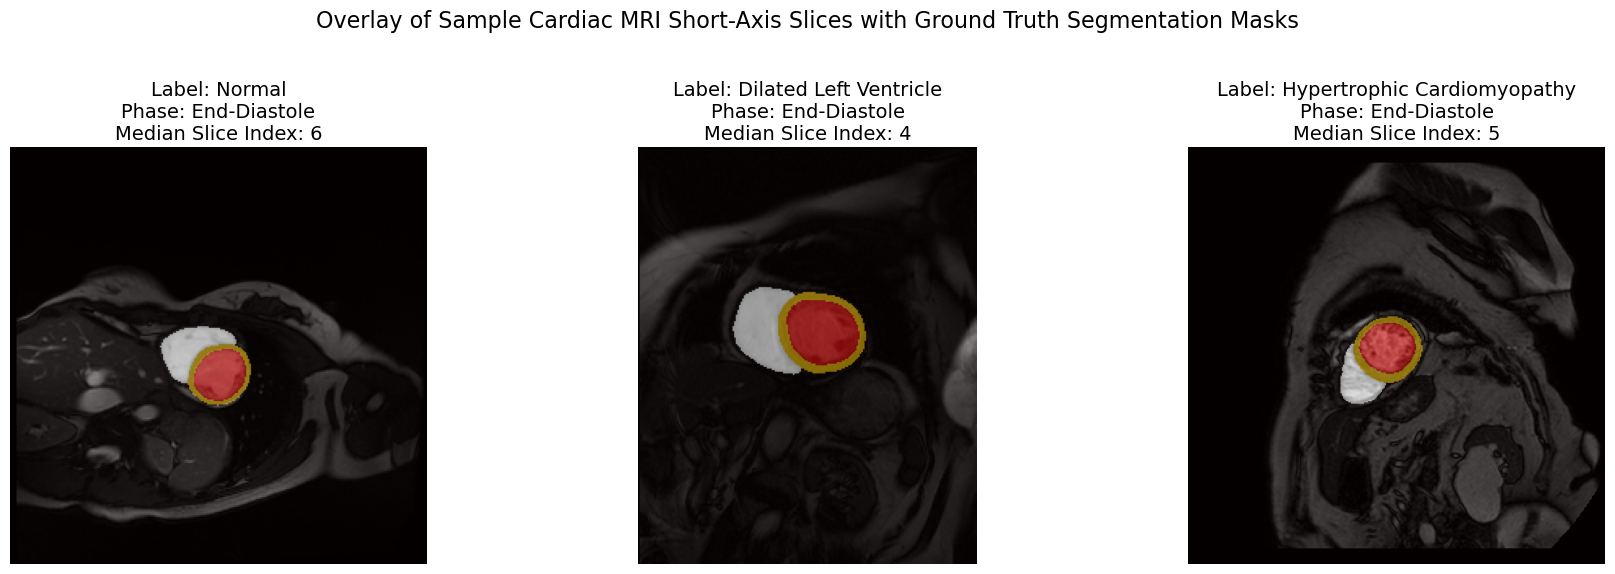 Overlay of Sample Cardiac MRI Short-Axis Slices with Ground Truth Segmentation Masks
Label: Normal
Phase: End-Diastole
Median Slice Index: 6
Label: Dilated Left Ventricle
Phase: End-Diastole
Median Slice Index: 4
Label: Hypertrophic Cardiomyopathy
Phase: End-Diastole
Median Slice Index: 5